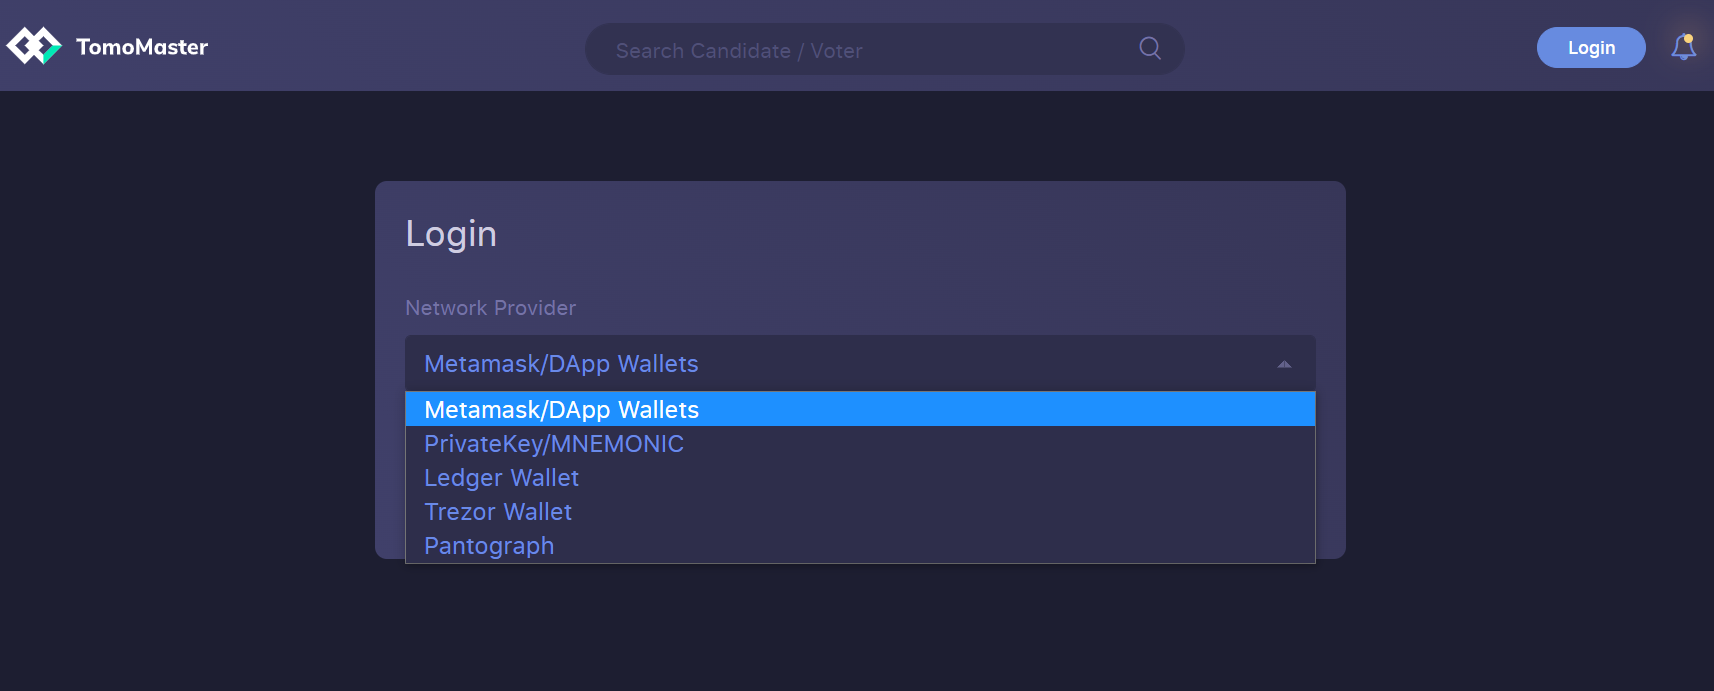 TomoMaster
Search Candidate / Voter
Login
Login
Network Provider
Metamask/DApp Wallets
Metamask/DApp Wallets
PrivateKey/MNEMONIC
Ledger Wallet
Trezor Wallet
Pantograph